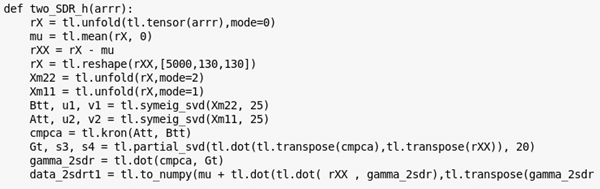 def two_SDR_h(arrr):
    rX = tl.unfold(tl.tensor(arrr),mode=0)
    mu = tl.mean(rX, 0)
    rXX = rX - mu
    rX = tl.reshape(rXX,[5000,130,130])
    Xm22 = tl.unfold(rX,mode=2)
    Xm11 = tl.unfold(rX,mode=1)
    Btt, u1, v1 = tl.symeig_svd(Xm22, 25)
    Att, u2, v2 = tl.symeig_svd(Xm11, 25)
    cmpca = tl.kron(Att, Btt)
    Gt, s3, s4 = tl.partial_svd(tl.dot(tl.transpose(cmpca),tl.transpose(rXX)), 20)
    gamma_2sdr = tl.dot(cmpca, Gt)
    data_2sdrt1 = tl.to_numpy(mu + tl.dot(tl.dot( rXX , gamma_2sdr),tl.transpose(gamma_2sdr